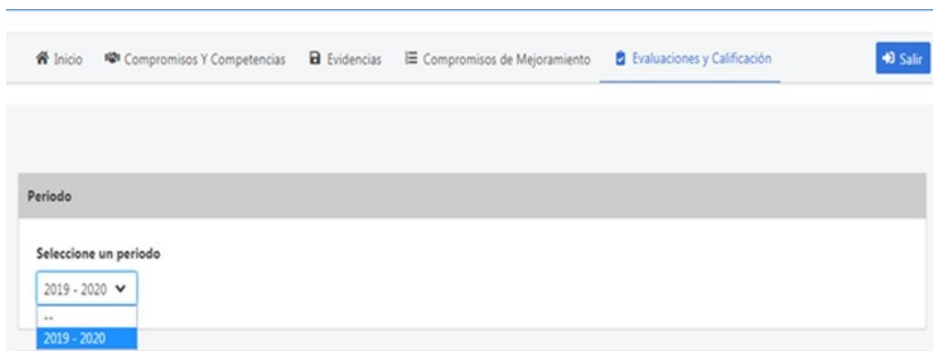 Inicio Compromisos Y Competencias Evidencias Compromisos de Mejoramiento Evaluaciones y Calificación Salir
Periodo
Seleccione un periodo
2019 - 2020
--
2019 - 2020